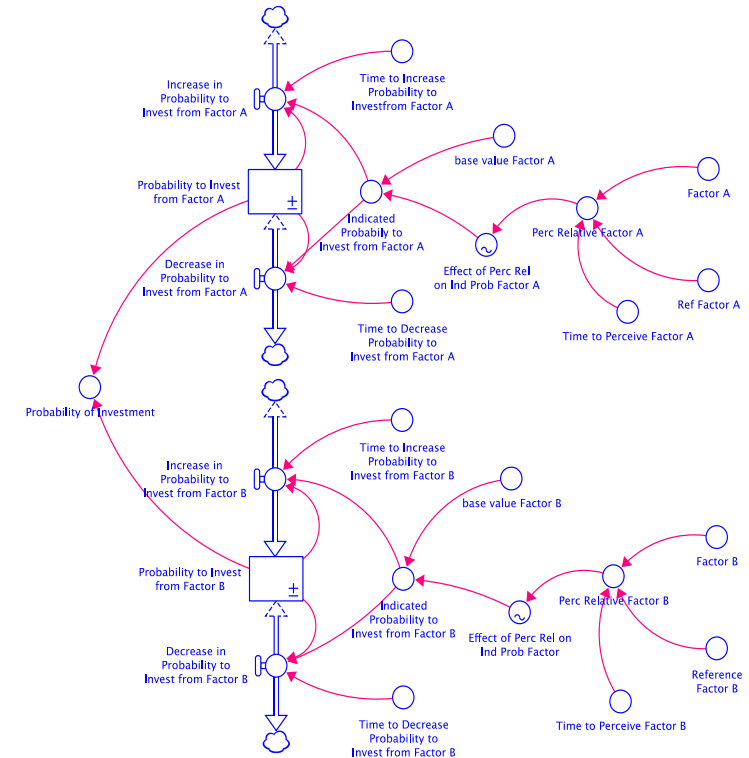 Increase in
Probability to
Invest from Factor A
Time to Increase
Probability to
Investfrom Factor A
base value Factor A
Probability to Invest
from Factor A
±
Factor A
Indicated
Probabily to
Invest from Factor A
Perc Relative Factor A
Effect of Perc Rel
on Ind Prob Factor A
Decrease in
Probability to
Invest from Factor A
Ref Factor A
Time to Decrease
Probability to
Invest from Factor A
Time to Perceive Factor A
Probability of Investment
Increase in
Probability to
Invest from Factor B
Time to Increase
Probability to
Invest from Factor B
base value Factor B
Probability to Invest
from Factor B
±
Factor B
Indicated
Probability to
Invest from Factor B
Perc Relative Factor B
Effect of Perc Rel on
Ind Prob Factor
Decrease in
Probability to
Invest from Factor B
Reference
Factor B
Time to Decrease
Probability to
Invest from Factor B
Time to Perceive Factor B